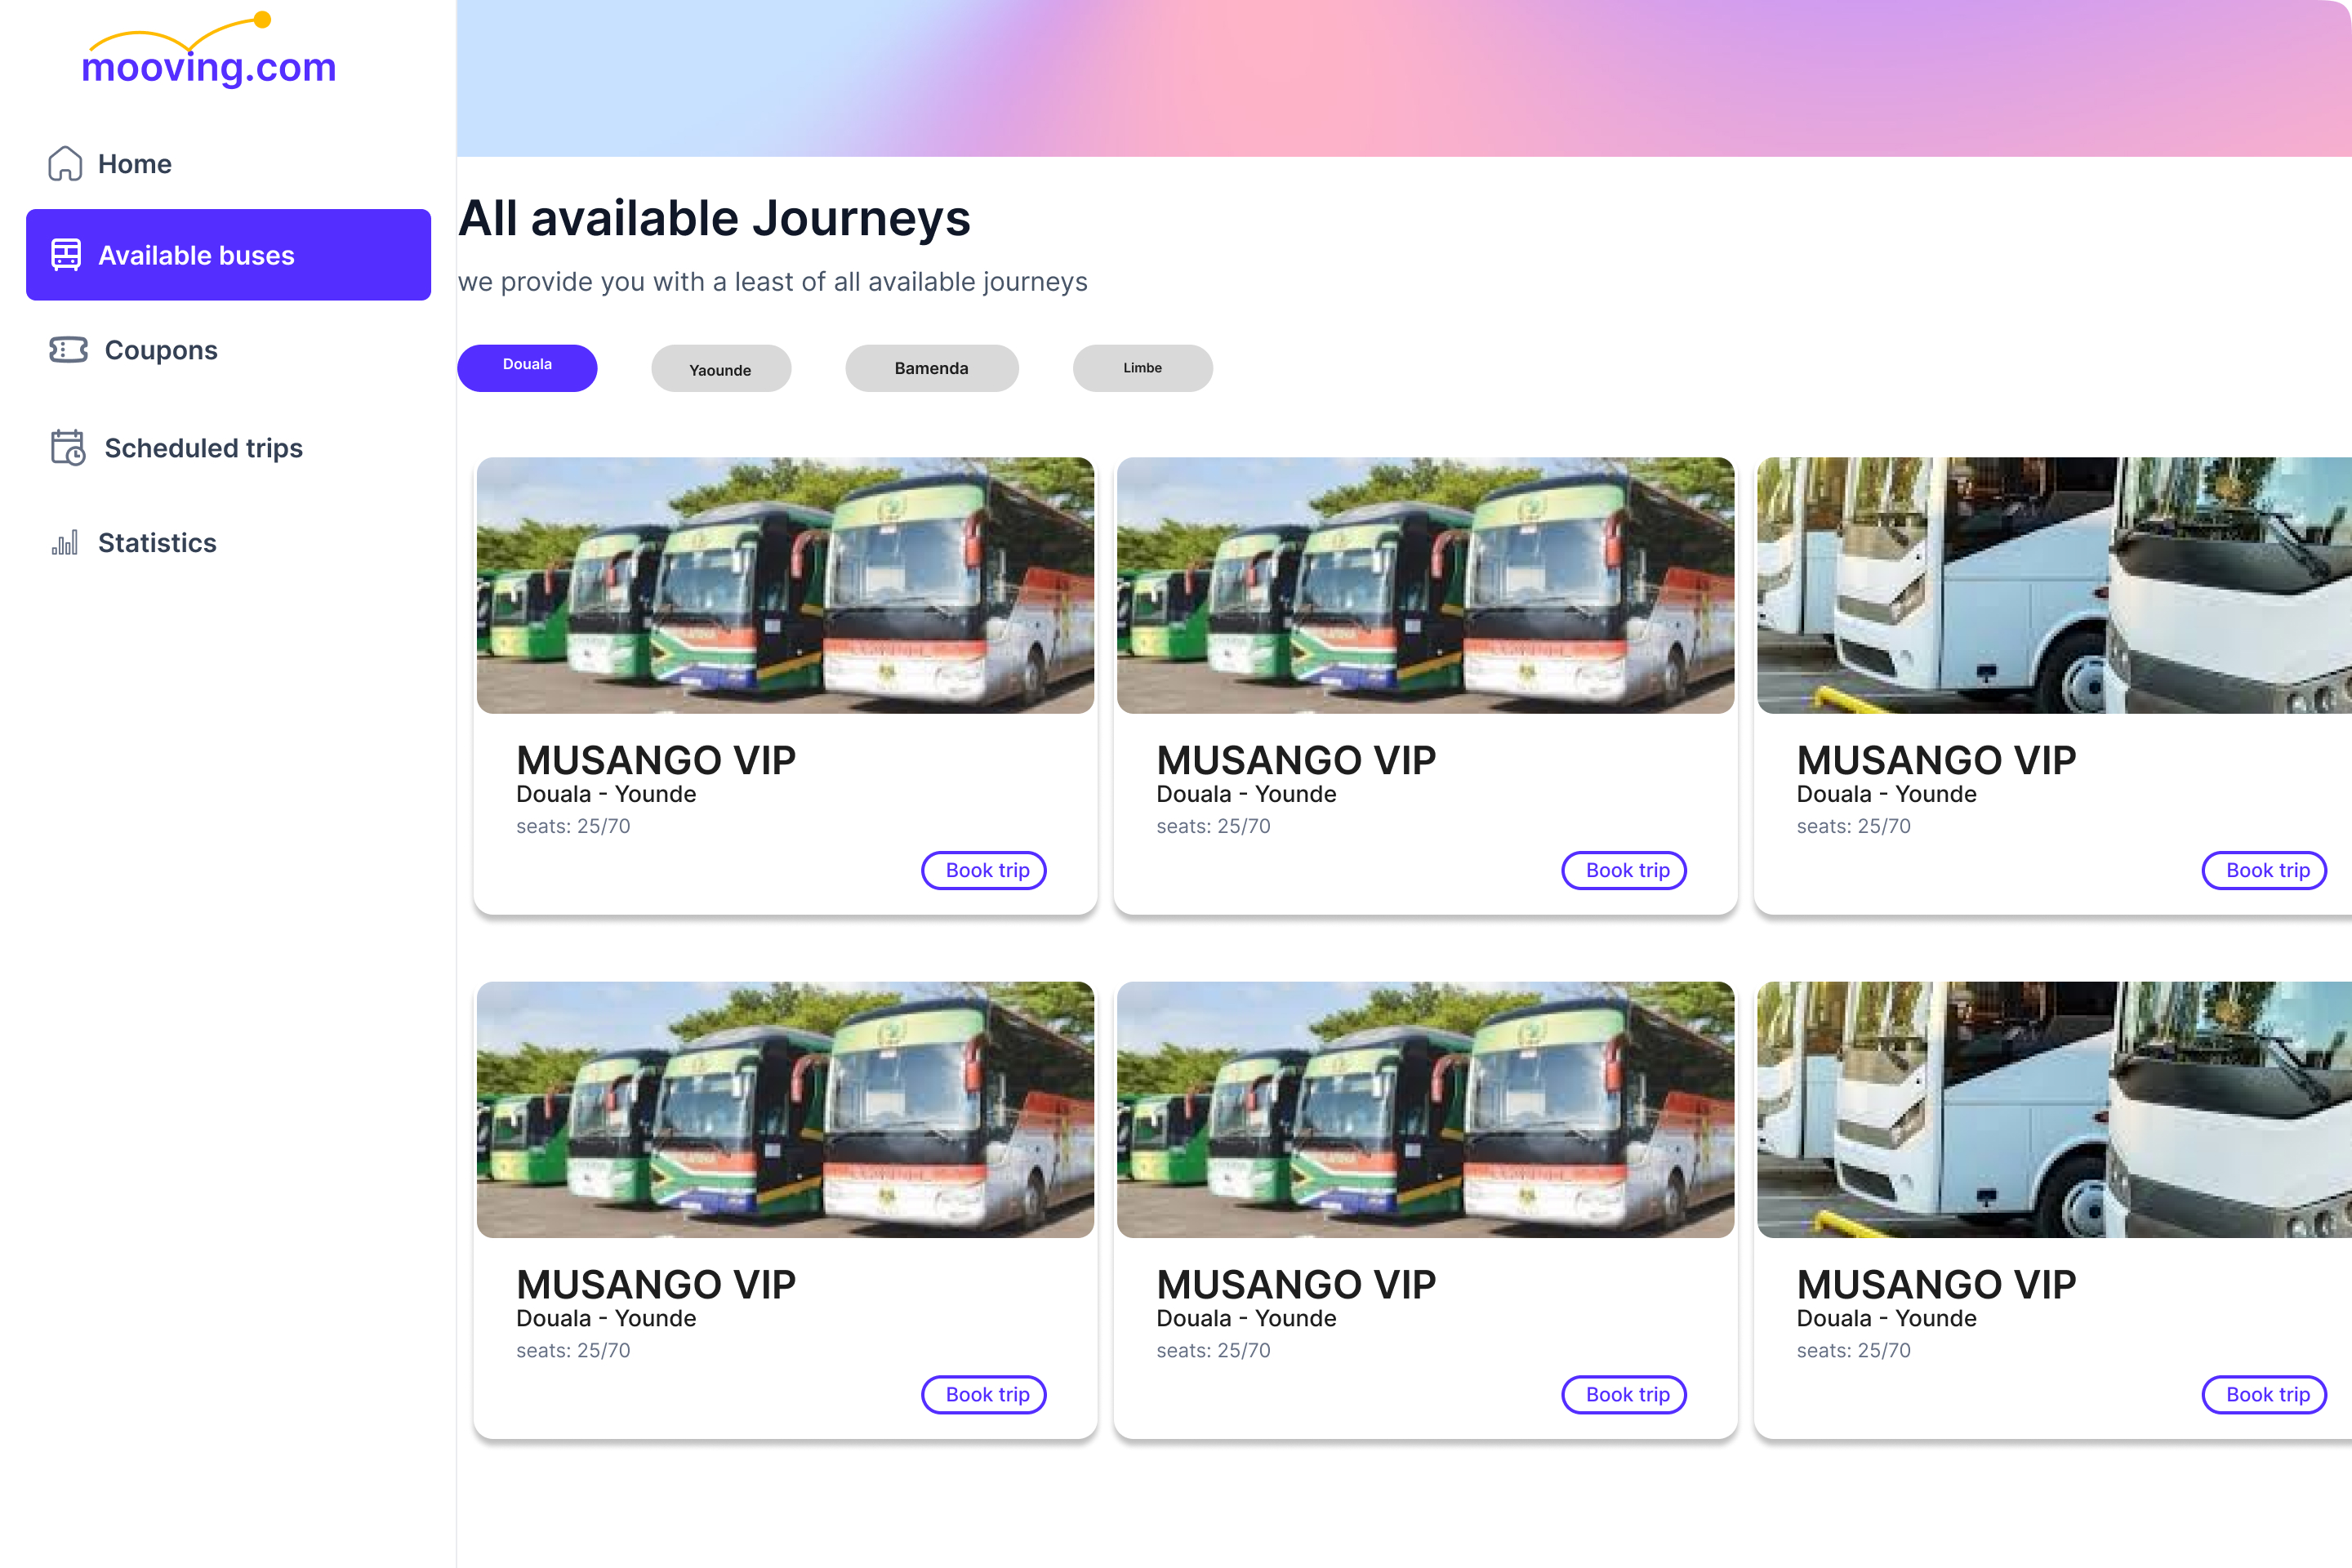 mooving.com
Home
Available buses
Coupons
Scheduled trips
Statistics
All available Journeys
we provide you with a least of all available journeys
Douala
Yaounde
Bamenda
Limbe
MUSANGO VIP
Douala - Younde
seats: 25/70
Book trip
MUSANGO VIP
Douala - Younde
seats: 25/70
Book trip
MUSANGO VIP
Douala - Younde
seats: 25/70
Book trip
MUSANGO VIP
Douala - Younde
seats: 25/70
Book trip
MUSANGO VIP
Douala - Younde
seats: 25/70
Book trip
MUSANGO VIP
Douala - Younde
seats: 25/70
Book trip